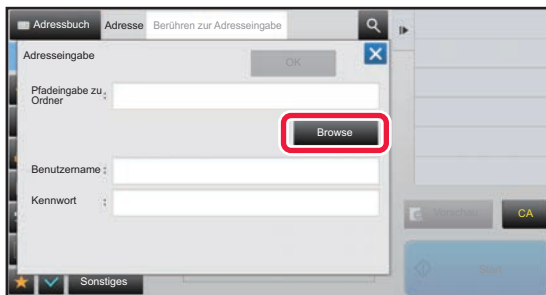 Adressbuch Adresse Berühren zur Adresseingabe
Adresseingabe OK
Pfadeingabe zu
Ordner :
Browse
Benutzername :
Kennwort :
Vorschau CA
Start
Sonstiges